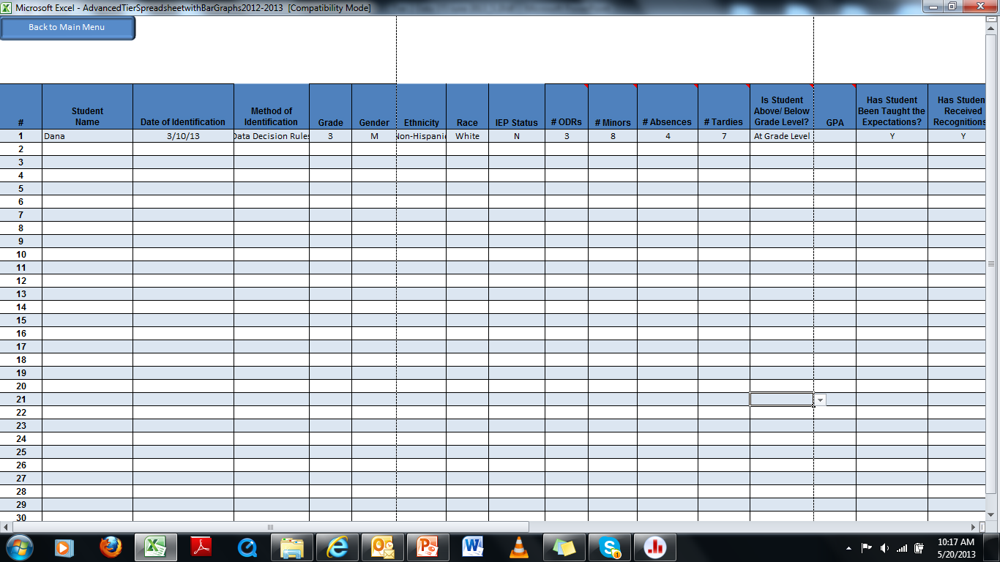 Microsoft Excel - AdvancedTierSpreadsheetwithBarGraphs2012-2013 [Compatibility Mode]
Back to Main Menu
#
Student
Name
Date of Identification
Method of
Identification
Grade
Gender
Ethnicity
Race
IEP Status
# ODRs
# Minors
# Absences
# Tardies
Is Student
Above/ Below
Grade Level?
GPA
Has Student
Been Taught the
Expectations?
Has Studen
Received
Recognitions
1 Dana 3/10/13 Data Decision Rules 3 M Non-Hispanic White N 3 8 4 7 At Grade Level Y Y
2
3
4
5
6
7
8
9
10
11
12
13
14
15
16
17
18
19
20
21
22
23
24
25
26
27
28
29
30
1
10:17 AM
5/20/2013